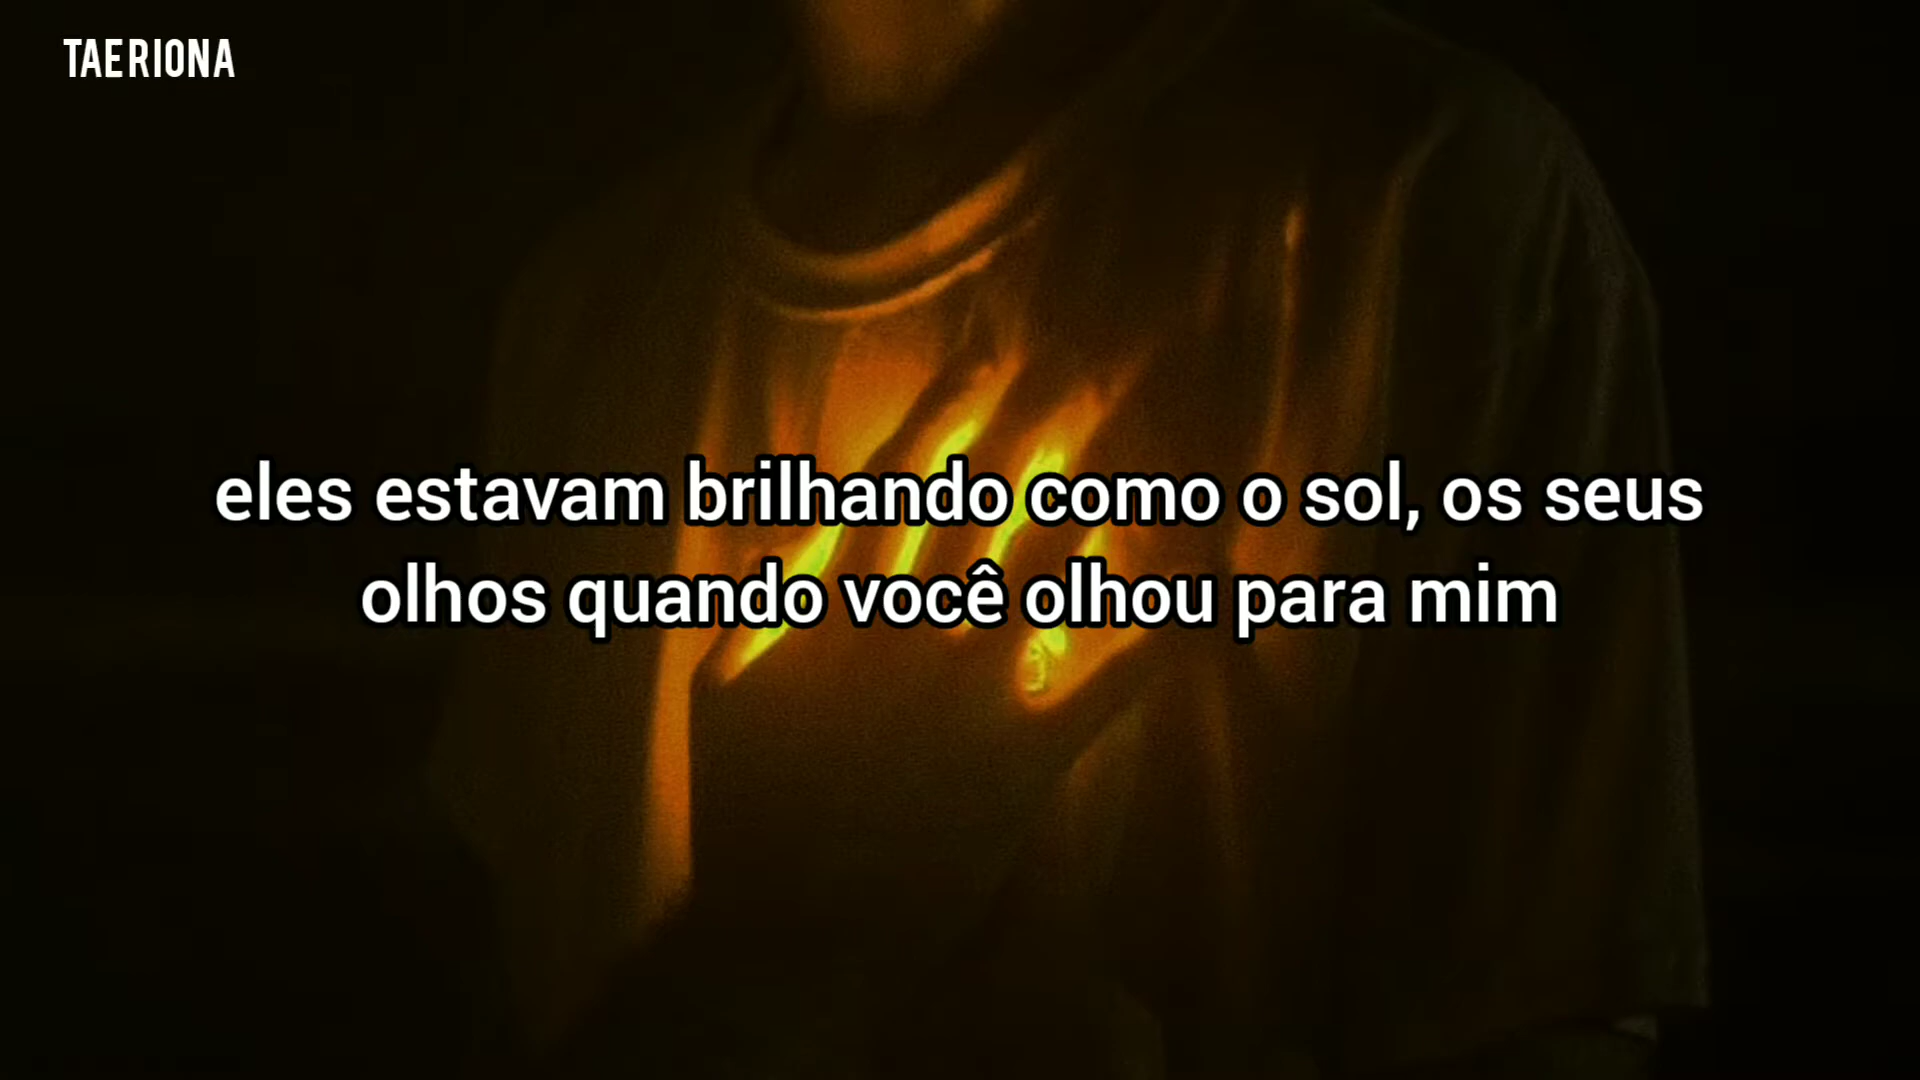 TAERIONA
eles estavam brilhando como o sol, os seus
olhos quando você olhou para mim